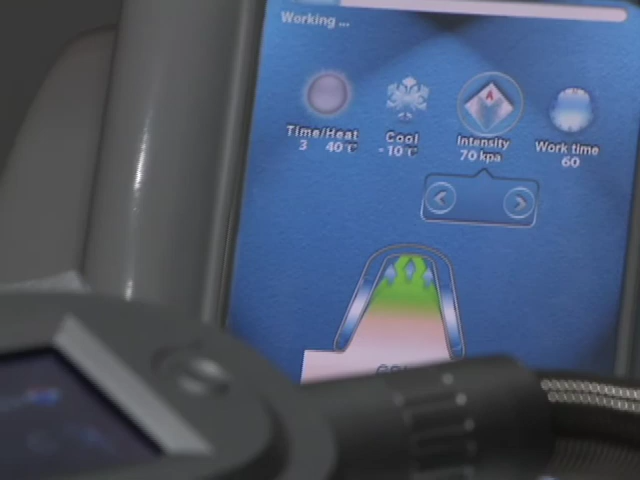 Working ...
A
Time/Heat
3 40℃
Cool
-10℃
Intensity
70 kpa
Work time
60